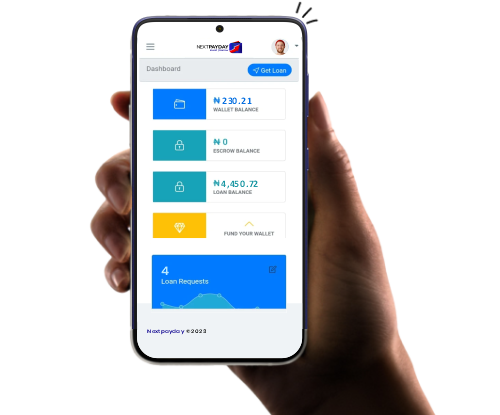 NEXTPAYDAY
Dashboard
Get Loan
₦ 230.21
WALLET BALANCE
₦ 0
ESCROW BALANCE
₦4,450.72
LOAN BALANCE
FUND YOUR WALLET
4
Loan Requests
Nextpayday ©2023